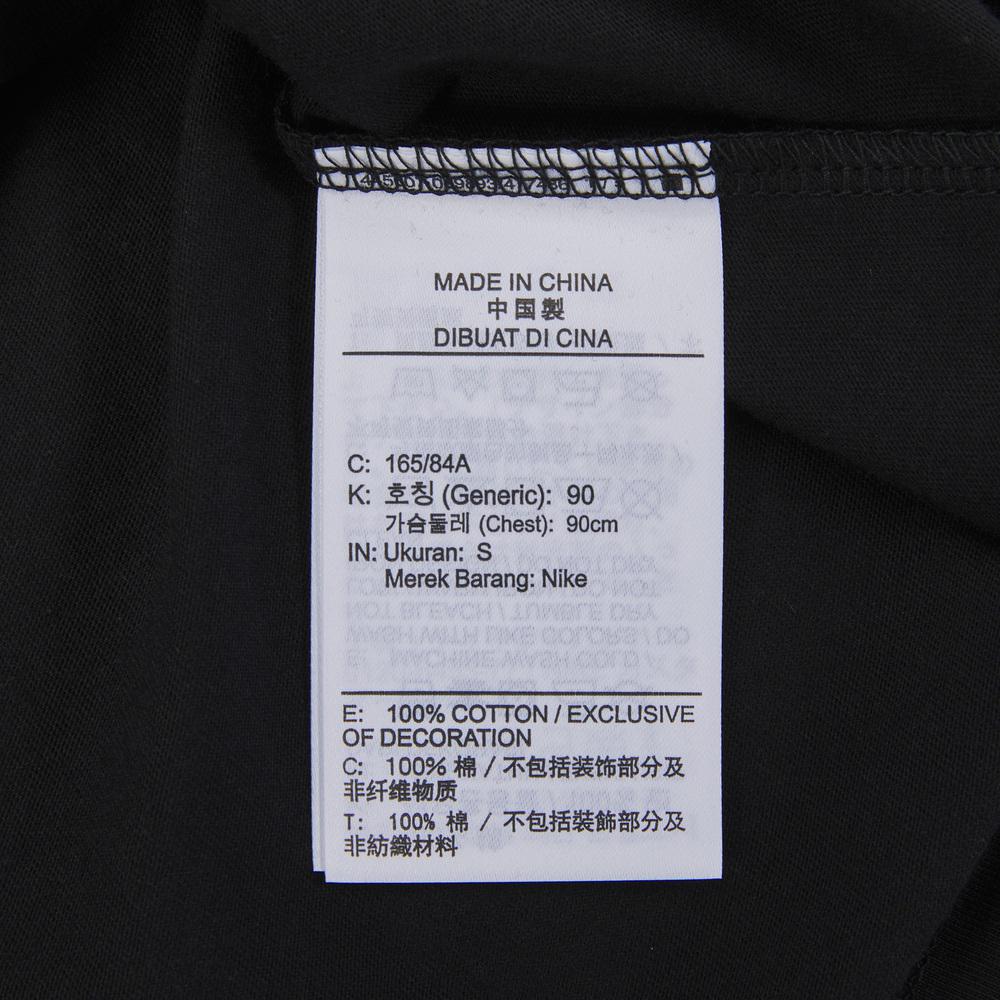 MADE IN CHINA
中国製
DIBUAT DI CINA
C: 165/84A
K: 호칭 (Generic): 90
가슴둘레 (Chest): 90cm
IN: Ukuran: S
Merek Barang: Nike
E: 100% COTTON / EXCLUSIVE
OF DECORATION
C: 100% 棉 / 不包括装饰部分及
非纤维物质
T: 100% 棉 / 不包括裝飾部分及
非紡織材料